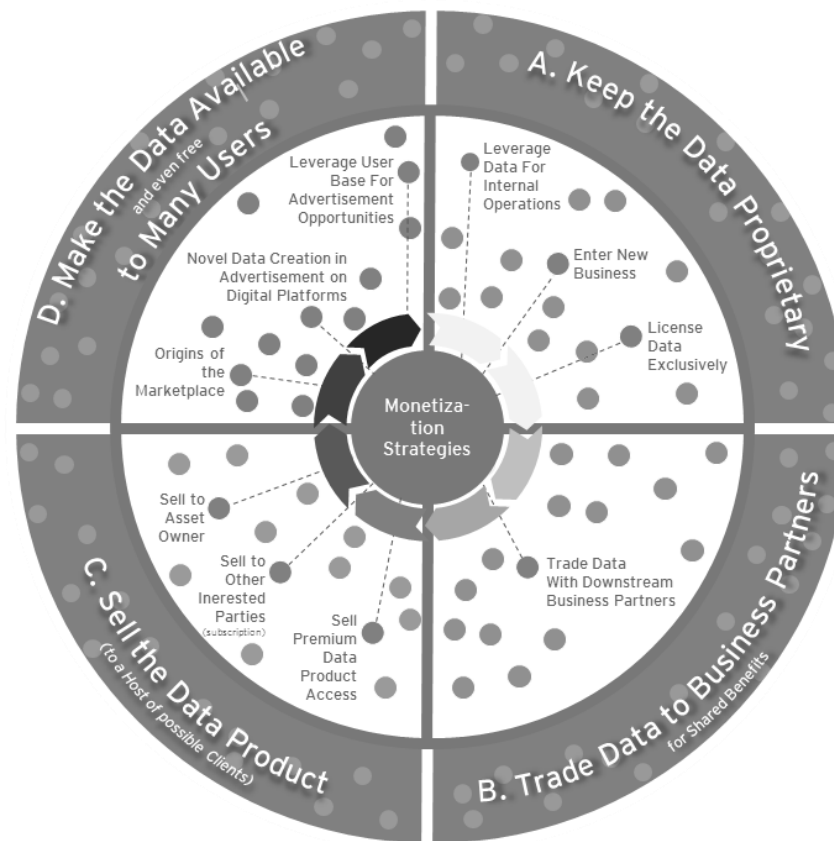 A. Keep the Data Proprietary
Leverage
Data For
Internal
Operations
Enter New
Business
License
Data
Exclusively
B. Trade Data to Business Partners
for Shared Benefits
Trade Data
With Downstream
Business Partners
C. Sell the Data Product
(to a Host of possible Clients)
Sell to
Asset
Owner
Sell to
Other
Inerested
Parties
(subscription)
Sell
Premium
Data
Product
Access
D. Make the Data Available
and even free
to Many Users
Leverage User
Base For
Advertisement
Opportunities
Novel Data Creation in
Advertisement on
Digital Platforms
Origins of
the
Marketplace
Monetiza-
tion
Strategies